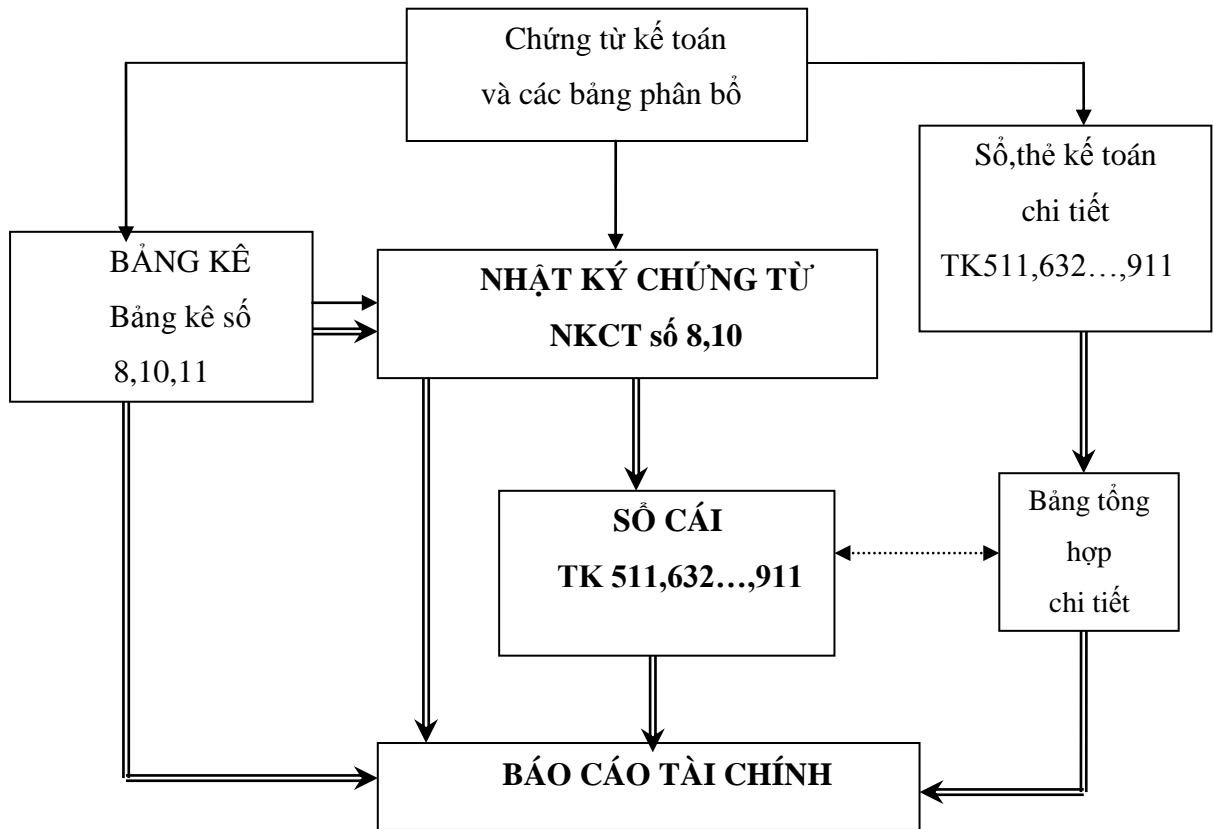 Chứng từ kế toán
và các bảng phân bổ
Sổ,thẻ kế toán
chi tiết
TK511,632…,911
BẢNG KÊ
Bảng kê số
8,10,11
NHẬT KÝ CHỨNG TỪ
NKCT số 8,10
SỔ CÁI
TK 511,632…,911
Bảng tổng
hợp
chi tiết
BÁO CÁO TÀI CHÍNH